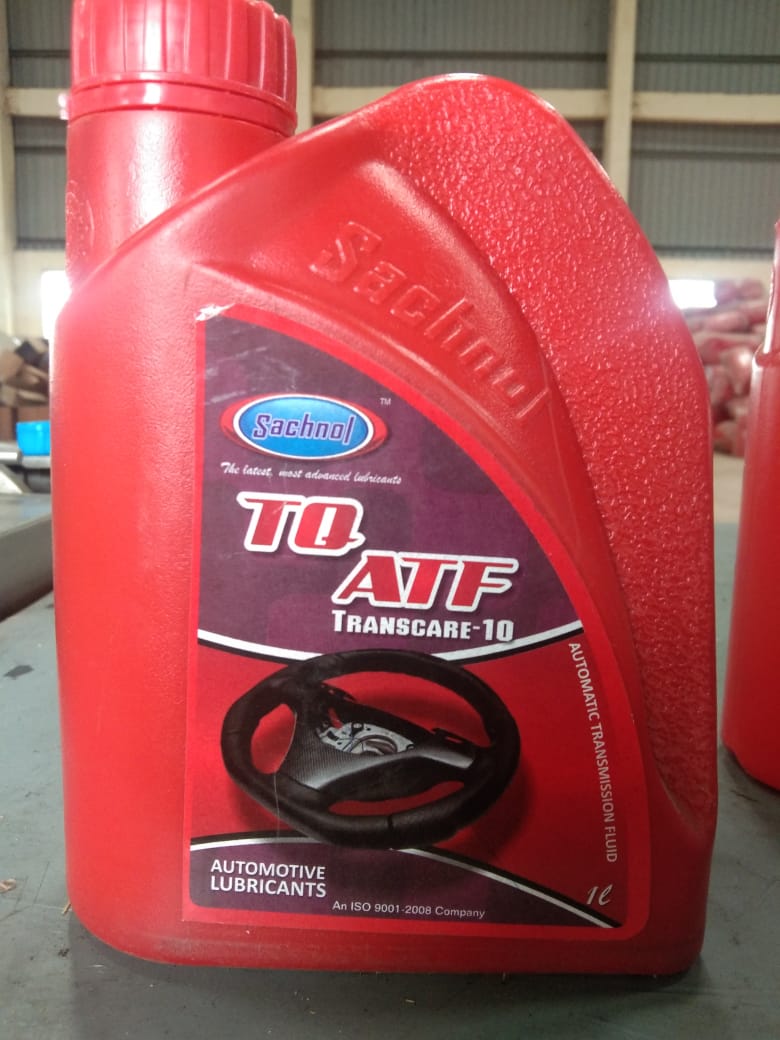 Sachnol
Sachnol
TM
The latest, most advanced lubricants
TQ
ATF
TRANSCARE-10
AUTOMATIC TRANSMISSION FLUID
AUTOMOTIVE
LUBRICANTS
An ISO 9001-2008 Company
1L